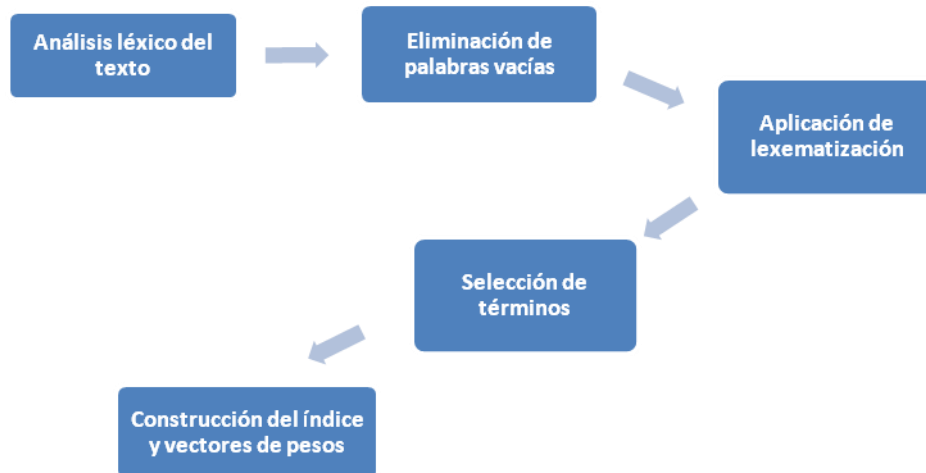 Análisis léxico del
texto
Eliminación de
palabras vacías
Aplicación de
lexematización
Selección de
términos
Construcción del índice
y vectores de pesos